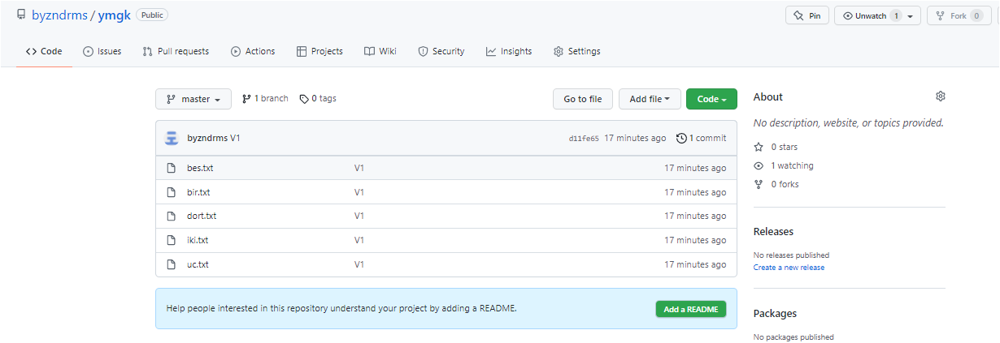 byzndrms / ymgk Public
Pin
Unwatch 1
Fork 0
Code
Issues
Pull requests
Actions
Projects
Wiki
Security
Insights
Settings
master
1 branch
0 tags
Go to file
Add file
Code
byzndrms V1 d11fe65 17 minutes ago 1 commit
bes.txt V1 17 minutes ago
bir.txt V1 17 minutes ago
dort.txt V1 17 minutes ago
iki.txt V1 17 minutes ago
uc.txt V1 17 minutes ago
Help people interested in this repository understand your project by adding a README.
Add a README
About
No description, website, or topics provided.
0 stars
1 watching
0 forks
Releases
No releases published
Create a new release
Packages
No packages published